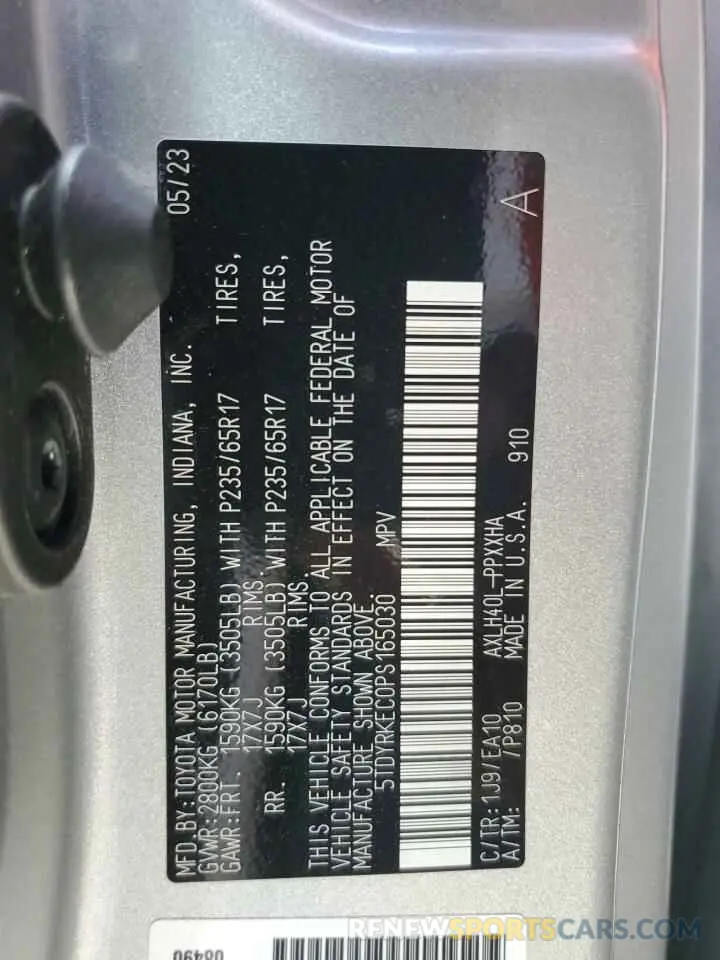 MFD.BY:TOYOTA MOTOR MANUFACTURING, INDIANA, INC. 05/23
GVWR:2800KG (6170LB)
GAWR:FRT. 1590KG (3505LB) WITH P235/65R17 TIRES,
17X7J RIMS.
RR. 1590KG (3505LB) WITH P235/65R17 TIRES,
17X7J RIMS.
THIS VEHICLE CONFORMS TO ALL APPLICABLE FEDERAL MOTOR
VEHICLE SAFETY STANDARDS IN EFFECT ON THE DATE OF
MANUFACTURE SHOWN ABOVE.
5TDYRKEC0PS165030 MPV
C/TR:1J9/EA10 AXLH40L-PPXXHA 910 A
A/TM: /P810 MADE IN U.S.A.
08490
RENEWSPORTSCARS.COM